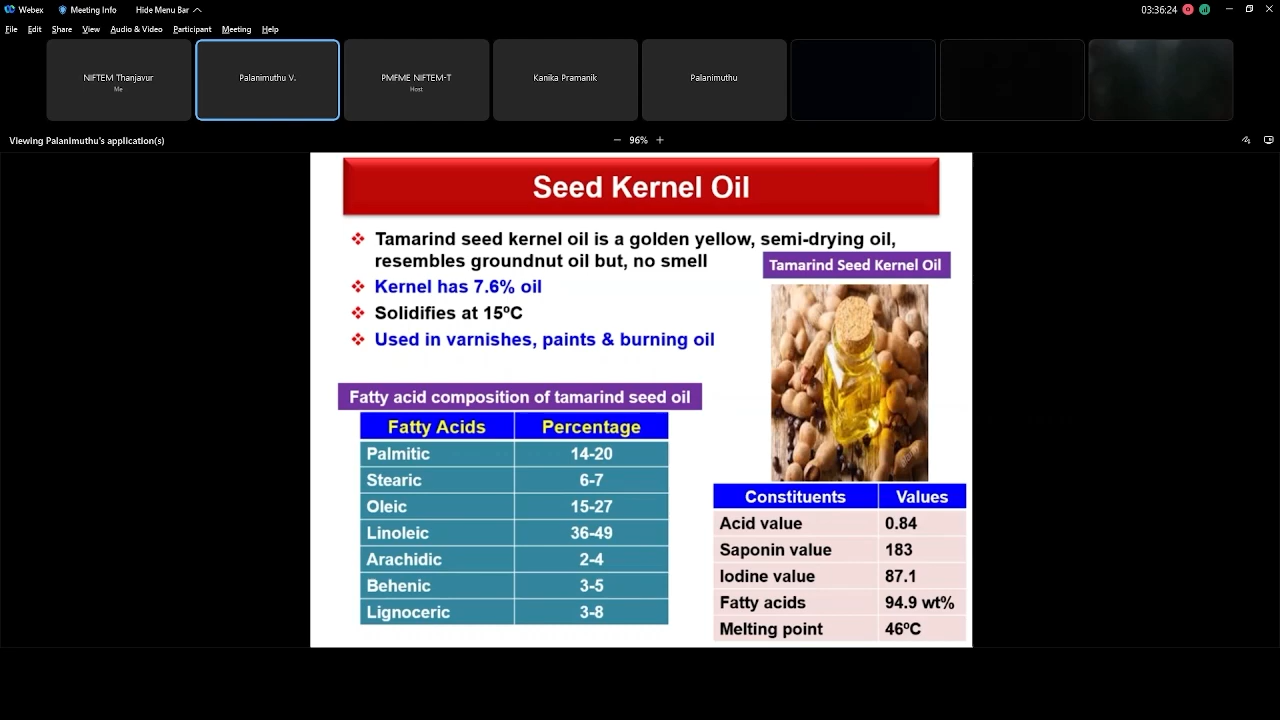 Webex Meeting Info Hide Menu Bar 03:36:24
File Edit Share View Audio & Video Participant Meeting Help
NIFTEM Thanjavur
Me
Palanimuthu V.
PMFME NIFTEM-T
Host
Kanika Pramanik
Palanimuthu
Viewing Palanimuthu's application(s)
96%
Seed Kernel Oil
Tamarind seed kernel oil is a golden yellow, semi-drying oil,
resembles groundnut oil but, no smell
Kernel has 7.6% oil
Solidifies at 15ºC
Used in varnishes, paints & burning oil
Tamarind Seed Kernel Oil
Fatty acid composition of tamarind seed oil
Fatty Acids Percentage
Palmitic 14-20
Stearic 6-7
Oleic 15-27
Linoleic 36-49
Arachidic 2-4
Behenic 3-5
Lignoceric 3-8
Constituents Values
Acid value 0.84
Saponin value 183
Iodine value 87.1
Fatty acids 94.9 wt%
Melting point 46ºC